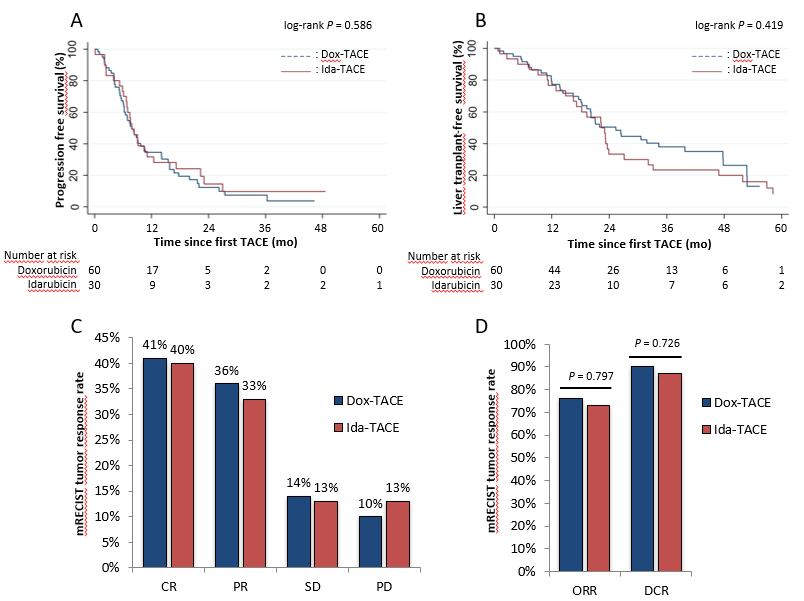 A
log-rank P = 0.586
: Dox-TACE
: Ida-TACE
Progression free survival (%)
100
80
60
40
20
0
0 12 24 36 48 60
Time since first TACE (mo)
Number at risk
Doxorubicin 60 17 5 2 0 0
Idarubicin 30 9 3 2 2 1
B
log-rank P = 0.419
: Dox-TACE
: Ida-TACE
Liver tranplant-free survival (%)
100
80
60
40
20
0
0 12 24 36 48 60
Time since first TACE (mo)
Number at risk
Doxorubicin 60 44 26 13 6 1
Idarubicin 30 23 10 7 6 2
C
mRECIST tumor response rate
45%
40%
35%
30%
25%
20%
15%
10%
5%
0%
41% 40%
36% 33%
14% 13%
10% 13%
CR PR SD PD
Dox-TACE
Ida-TACE
D
mRECIST tumor response rate
100%
90%
80%
70%
60%
50%
40%
30%
20%
10%
0%
P = 0.797
P = 0.726
ORR DCR
Dox-TACE
Ida-TACE